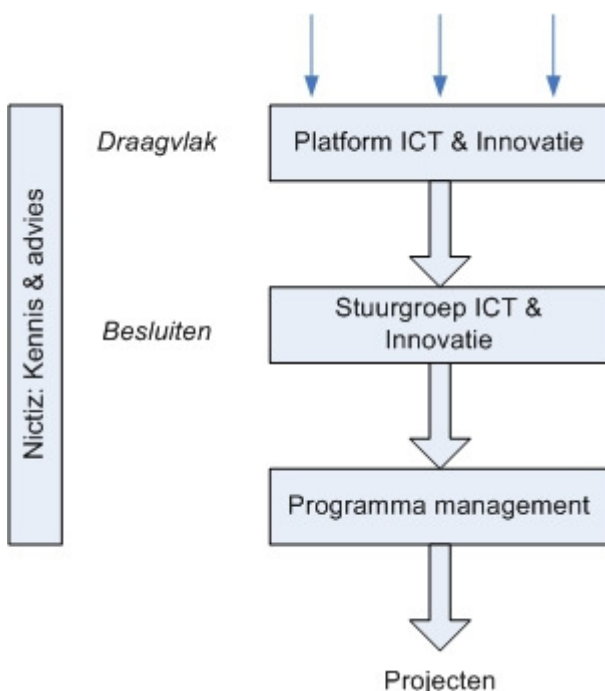 Nictiz: Kennis & advies
Draagvlak
Platform ICT & Innovatie
Besluiten
Stuurgroep ICT &
Innovatie
Programma management
Projecten